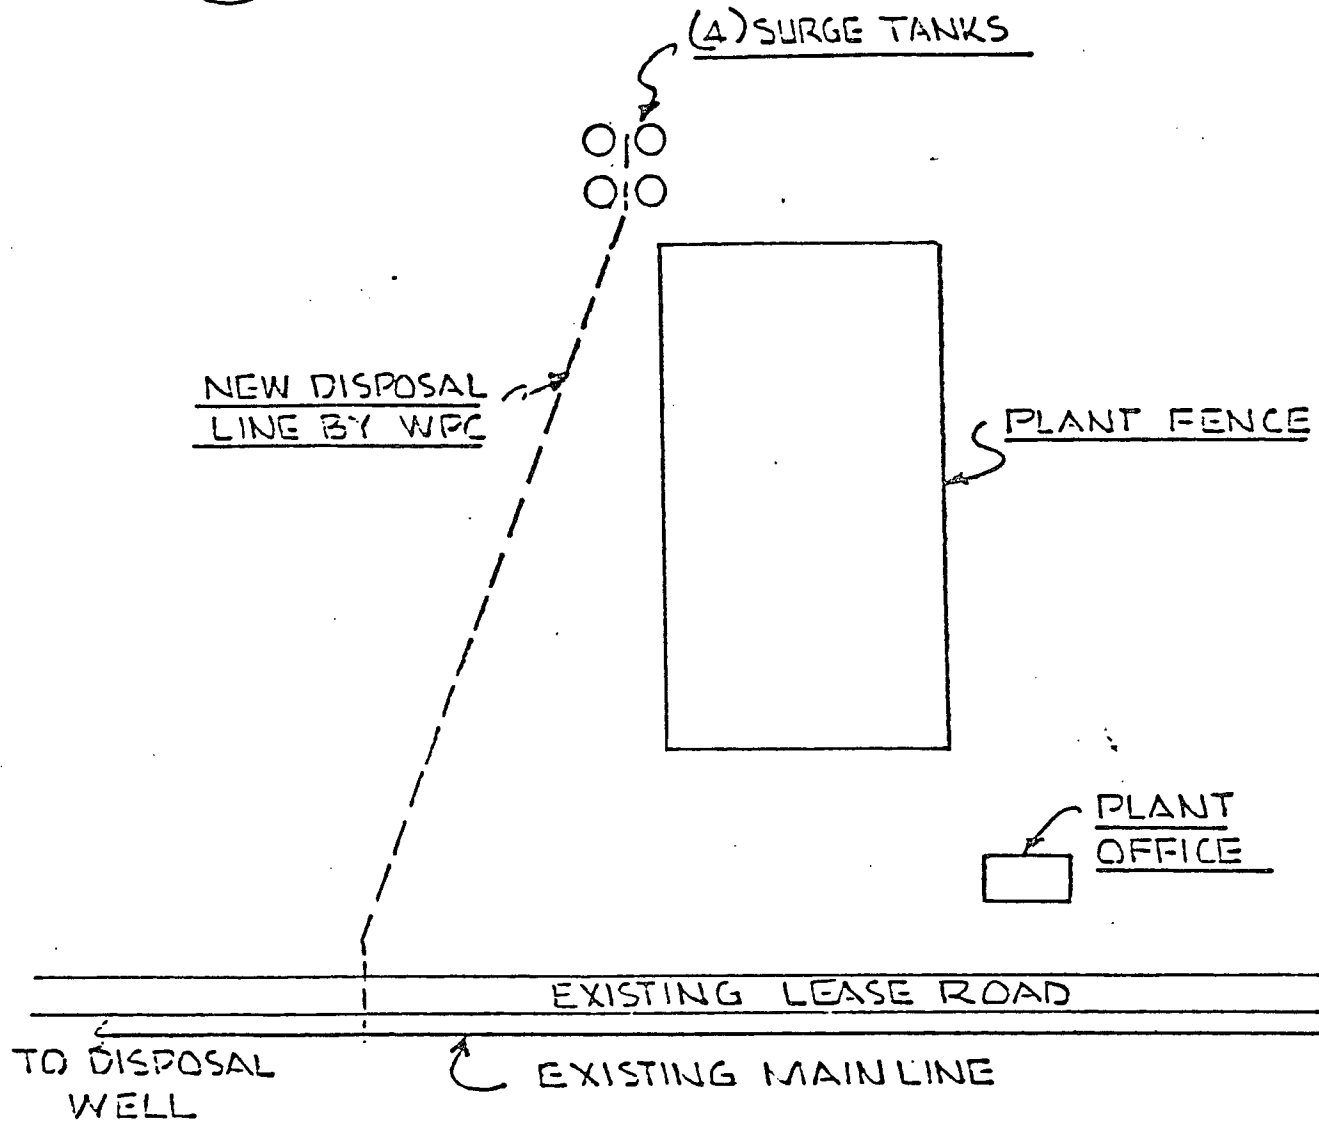 (4) SURGE TANKS
NEW DISPOSAL
LINE BY WPC
PLANT FENCE
PLANT
OFFICE
EXISTING LEASE ROAD
TO DISPOSAL
WELL
EXISTING MAINLINE